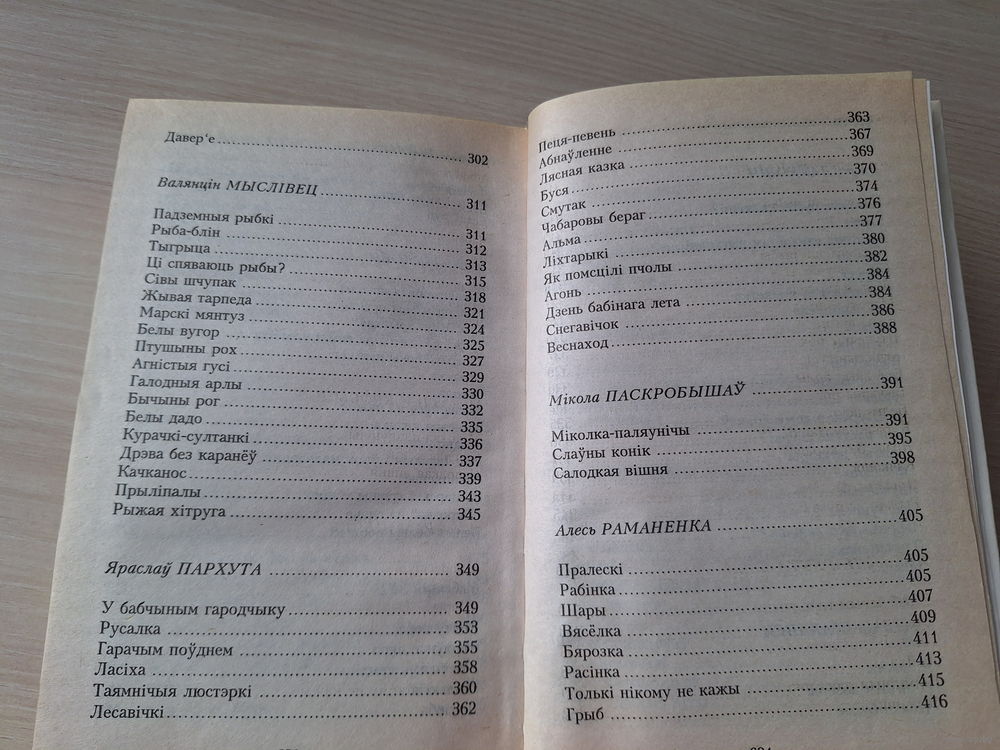 Давер‘е 302
Валянцін МЫСЛІВЕЦ 311
Падземныя рыбкі 311
Рыба-блін 312
Тыгрыца 313
Ці спяваюць рыбы? 315
Сівы шчупак 318
Жывая тарпеда 321
Марскі мянтуз 324
Белы вугор 325
Птушыны рох 327
Агністыя гусі 329
Галодныя арлы 330
Бычыны рог 332
Белы дадо 335
Курачкі-султанкі 336
Дрэва без каранёў 337
Качканос 339
Прыліпалы 343
Рыжая хітруга 345
Яраслаў ПАРХУТА 349
У бабчыным гародчыку 349
Русалка 353
Гарачым поўднем 355
Ласіха 358
Таямнічыя люстэркі 360
Лесавічкі 362
Пеця-певень 363
Абнаўленне 367
Лясная казка 369
Буся 370
Смутак 374
Чабаровы бераг 376
Альма 377
Ліхтарыкі 380
Як помсцілі пчолы 382
Агонь 384
Дзень бабінага лета 384
Снегавічок 386
Веснаход 388
Мікола ПАСКРОБЫШАЎ 391
Міколка-паляўнічы 391
Слаўны конік 395
Салодкая вішня 398
Алесь РАМАНЕНКА 405
Пралескі 405
Рабінка 405
Шары 407
Вясёлка 409
Бярозка 411
Расінка 413
Толькі нікому не кажы 415
Грыб 416